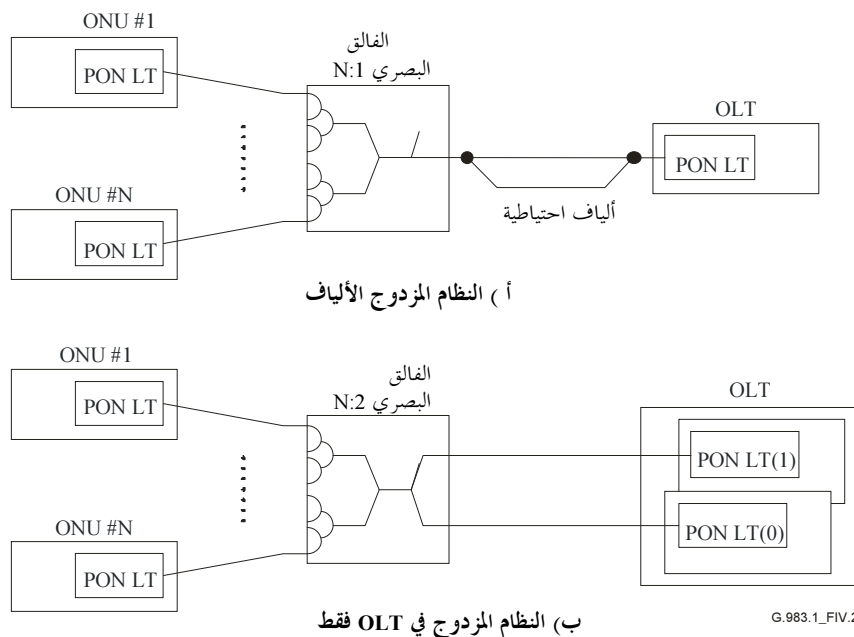 ONU #1
PON LT
الفالق
البصري N:1
OLT
PON LT
ألياف احتياطية
ONU #N
PON LT
أ ) النظام المزدوج الألياف
ONU #1
PON LT
الفالق
البصري N:2
OLT
PON LT(1)
PON LT(0)
ONU #N
PON LT
ب) النظام المزدوج في OLT فقط
G.983.1_FIV.2